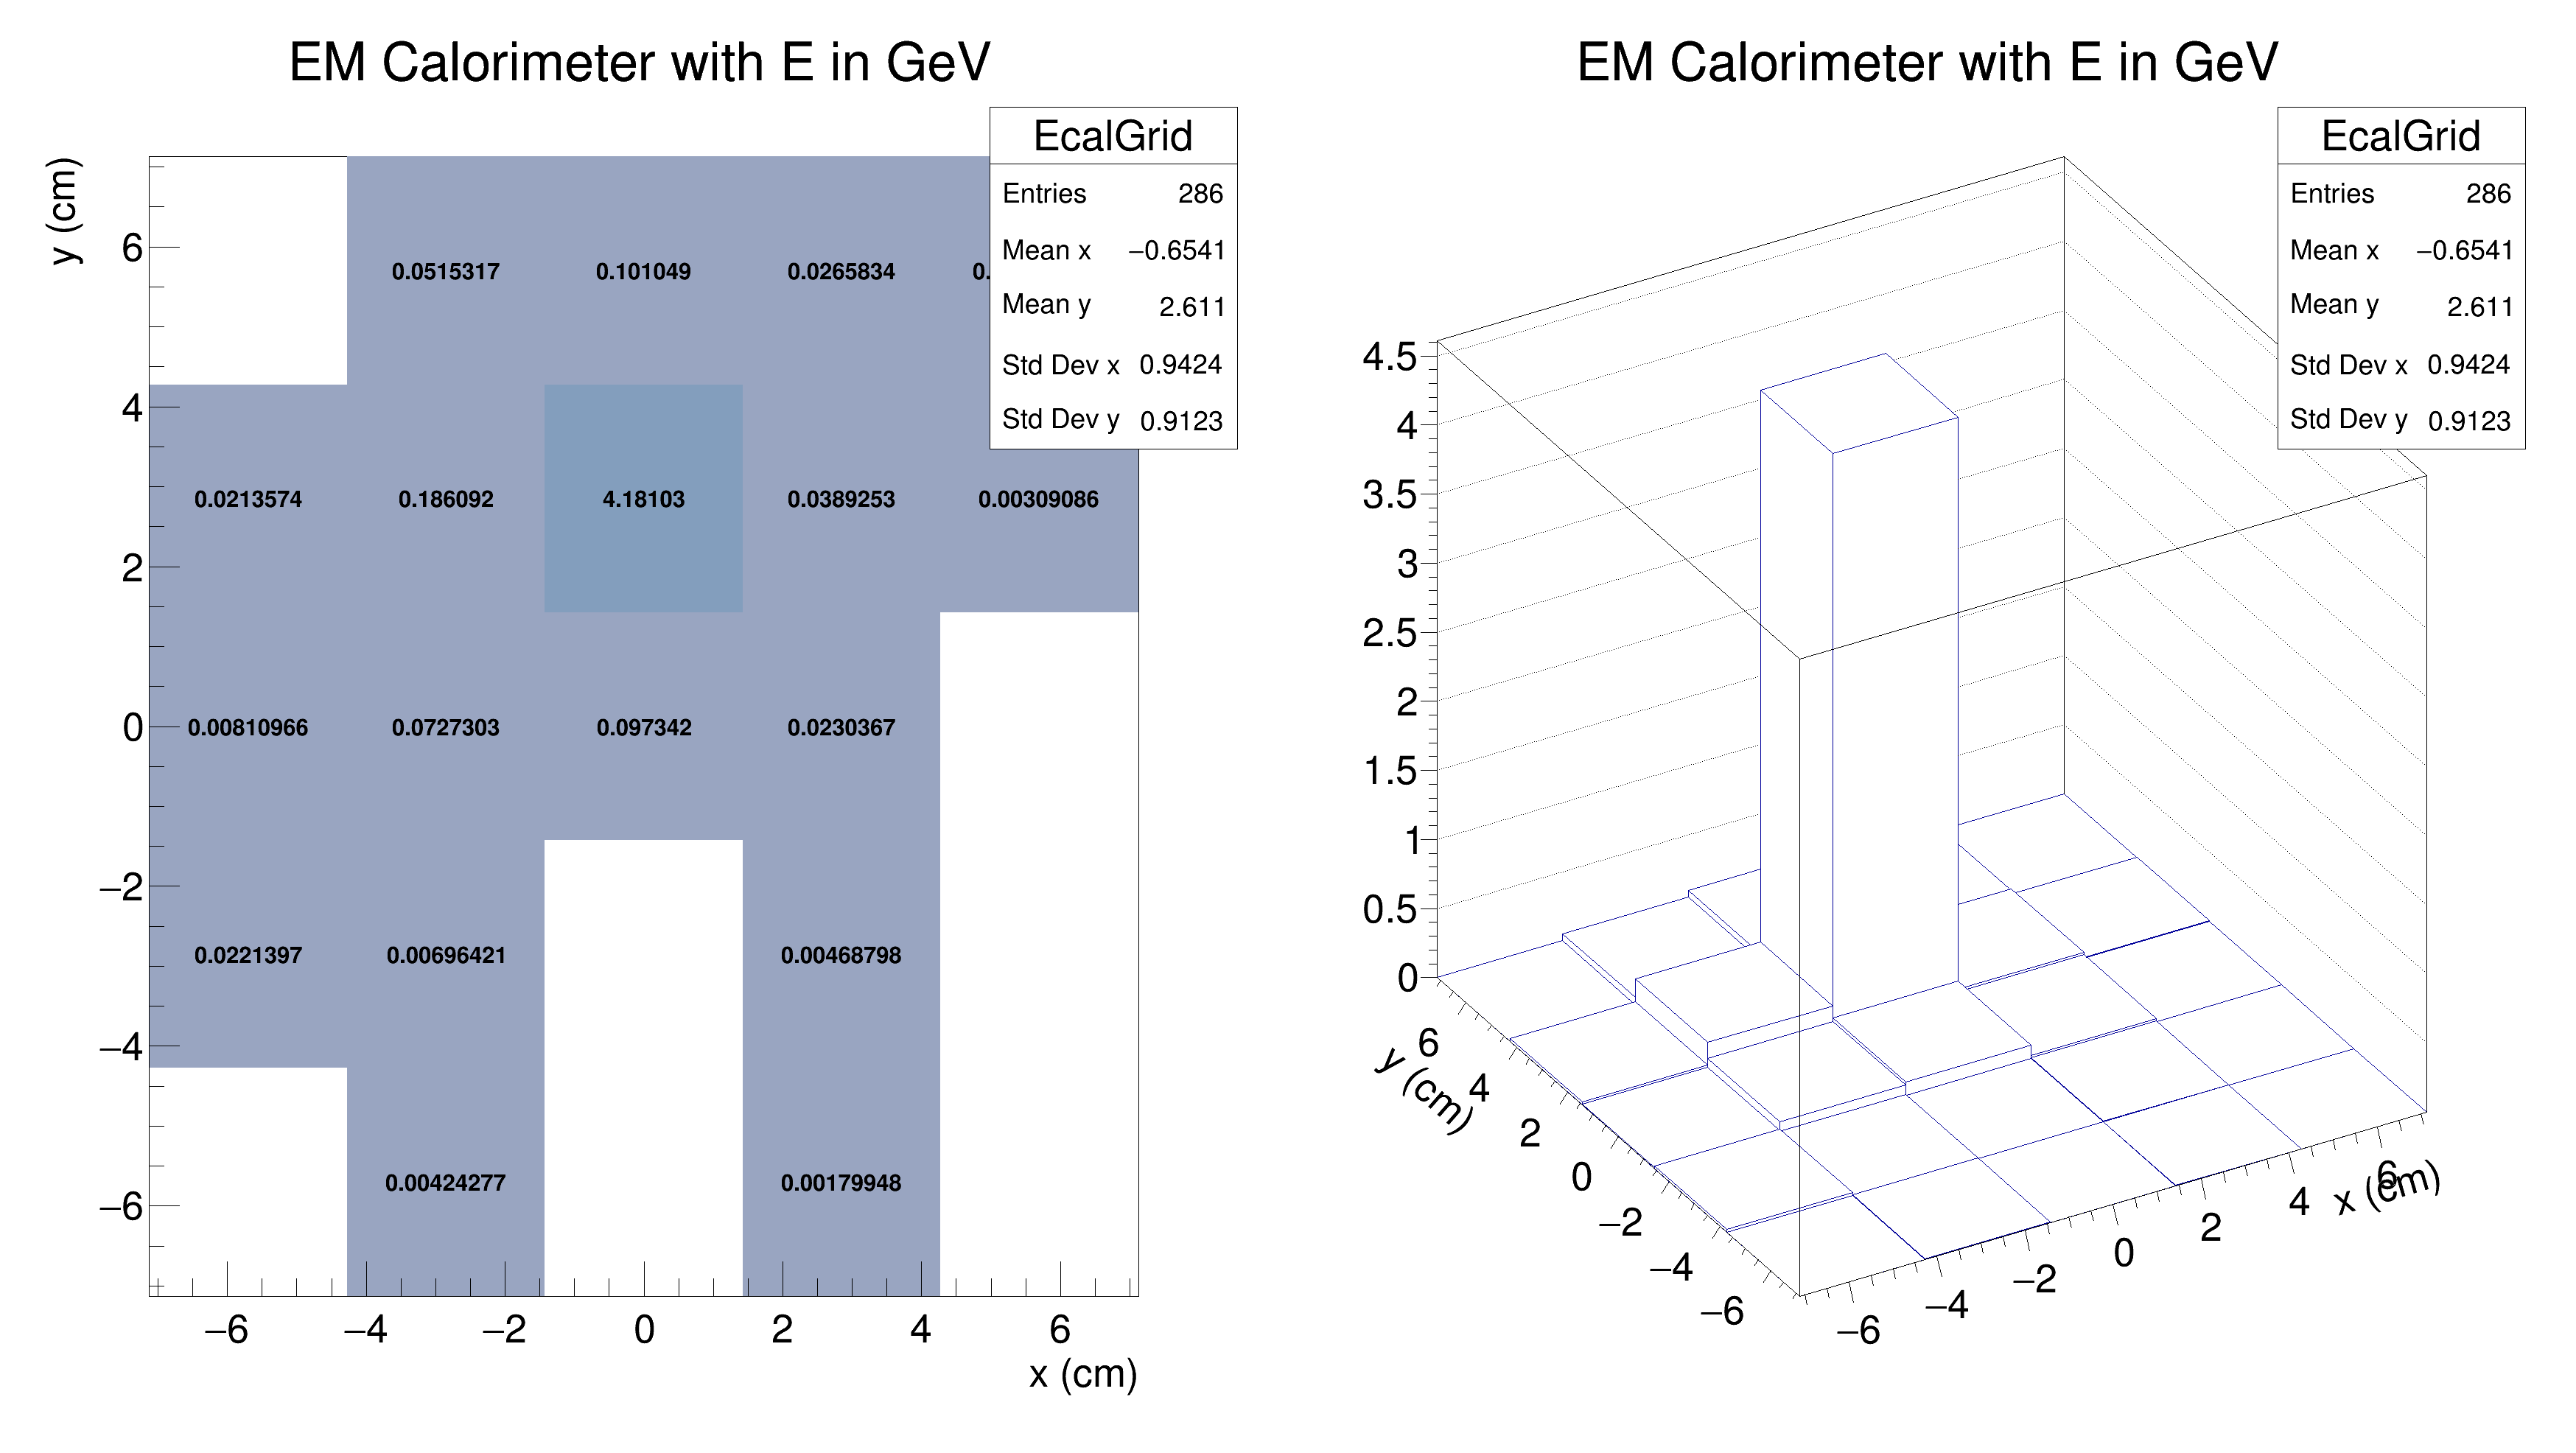 EM Calorimeter with E in GeV
EcalGrid
Entries 286
Mean x −0.6541
Mean y 2.611
Std Dev x 0.9424
Std Dev y 0.9123
y (cm)
6
4
2
0
−2
−4
−6
0.0515317 0.101049 0.0265834 0.
0.0213574 0.186092 4.18103 0.0389253 0.00309086
0.00810966 0.0727303 0.097342 0.0230367
0.0221397 0.00696421 0.00468798
0.00424277 0.00179948
−6 −4 −2 0 2 4 6
x (cm)
EM Calorimeter with E in GeV
EcalGrid
Entries 286
Mean x −0.6541
Mean y 2.611
Std Dev x 0.9424
Std Dev y 0.9123
4.5
4
3.5
3
2.5
2
1.5
1
0.5
0
6
4
2
0
−2
−4
−6
y (cm)
−6 −4 −2 0 2 4 6
x (cm)